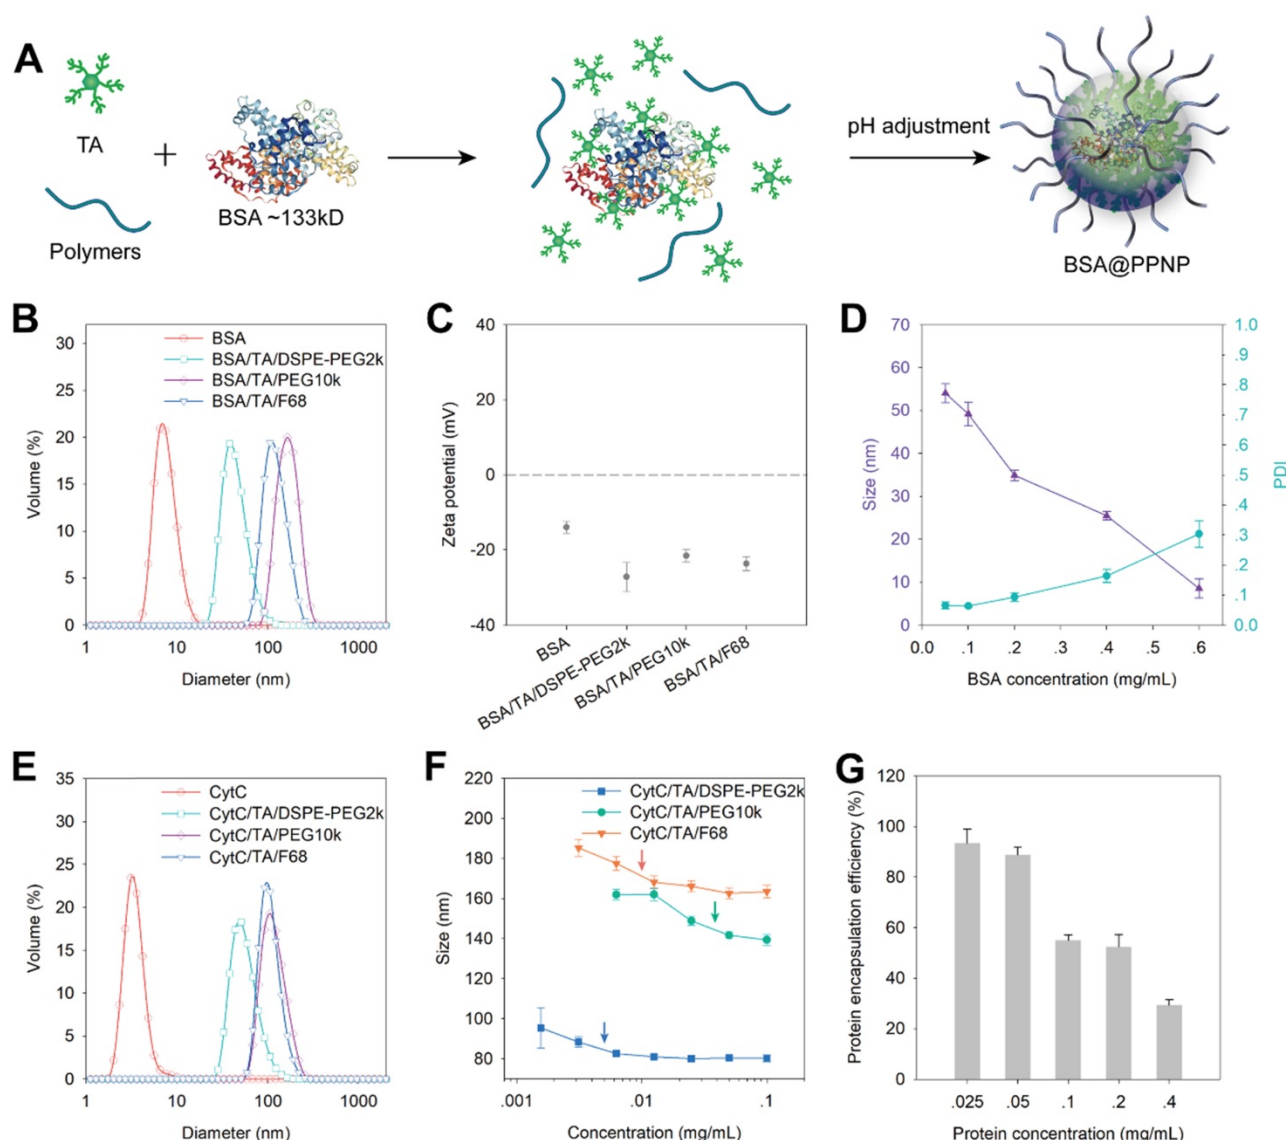 A
TA
+
Polymers
BSA ~133kD
pH adjustment
BSA@PPNP
B
BSA
BSA/TA/DSPE-PEG2k
BSA/TA/PEG10k
BSA/TA/F68
Volume (%)
30
25
20
15
10
5
0
1 10 100 1000
Diameter (nm)
C
Zeta potential (mV)
40
20
0
-20
-40
BSA
BSA/TA/DSPE-PEG2k
BSA/TA/PEG10k
BSA/TA/F68
D
Size (nm)
70
60
50
40
30
20
10
0
PDI
1.0
.9
.8
.7
.6
.5
.4
.3
.2
.1
0.0
0.0 .1 .2 .3 .4 .5 .6
BSA concentration (mg/mL)
E
CytC
CytC/TA/DSPE-PEG2k
CytC/TA/PEG10k
CytC/TA/F68
Volume (%)
35
30
25
20
15
10
5
0
1 10 100 1000
Diameter (nm)
F
CytC/TA/DSPE-PEG2k
CytC/TA/PEG10k
CytC/TA/F68
Size (nm)
220
200
180
160
140
120
100
80
.001 .01 .1
Concentration (mg/mL)
G
Protein encapsulation efficiency (%)
120
100
80
60
40
20
0
.025 .05 .1 .2 .4
Protein concentration (mg/mL)